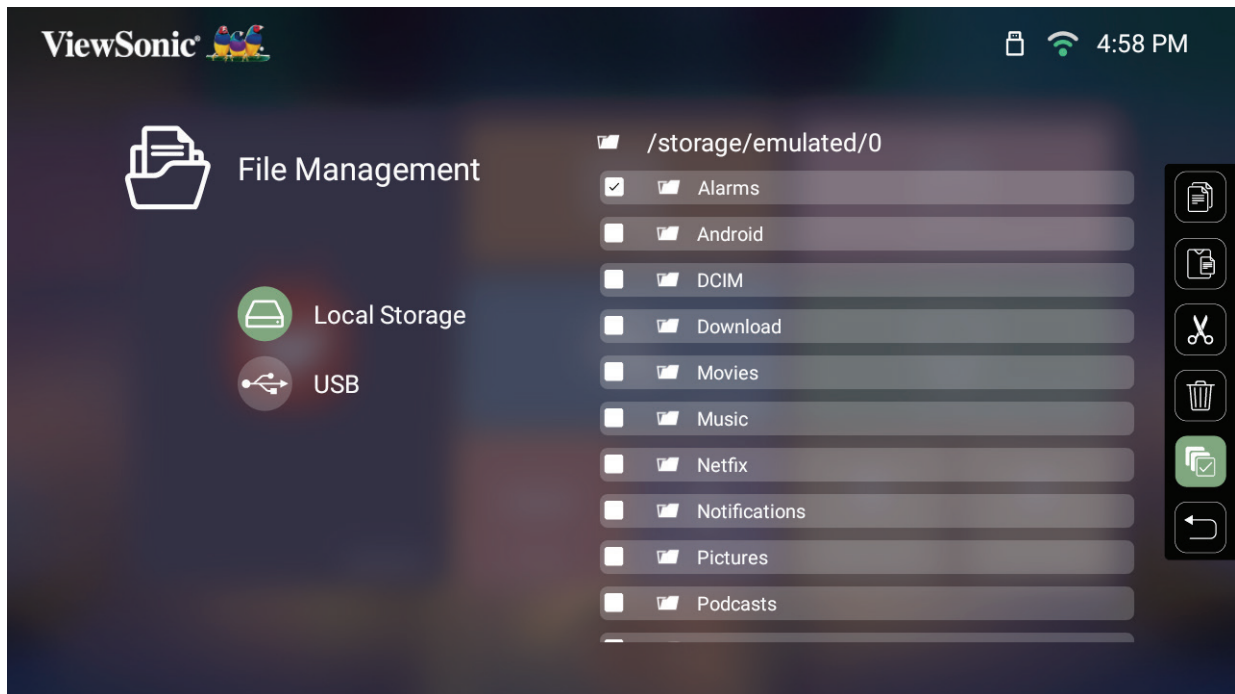 ViewSonic®
4:58 PM
File Management
Local Storage
USB
/storage/emulated/0
Alarms
Android
DCIM
Download
Movies
Music
Netfix
Notifications
Pictures
Podcasts